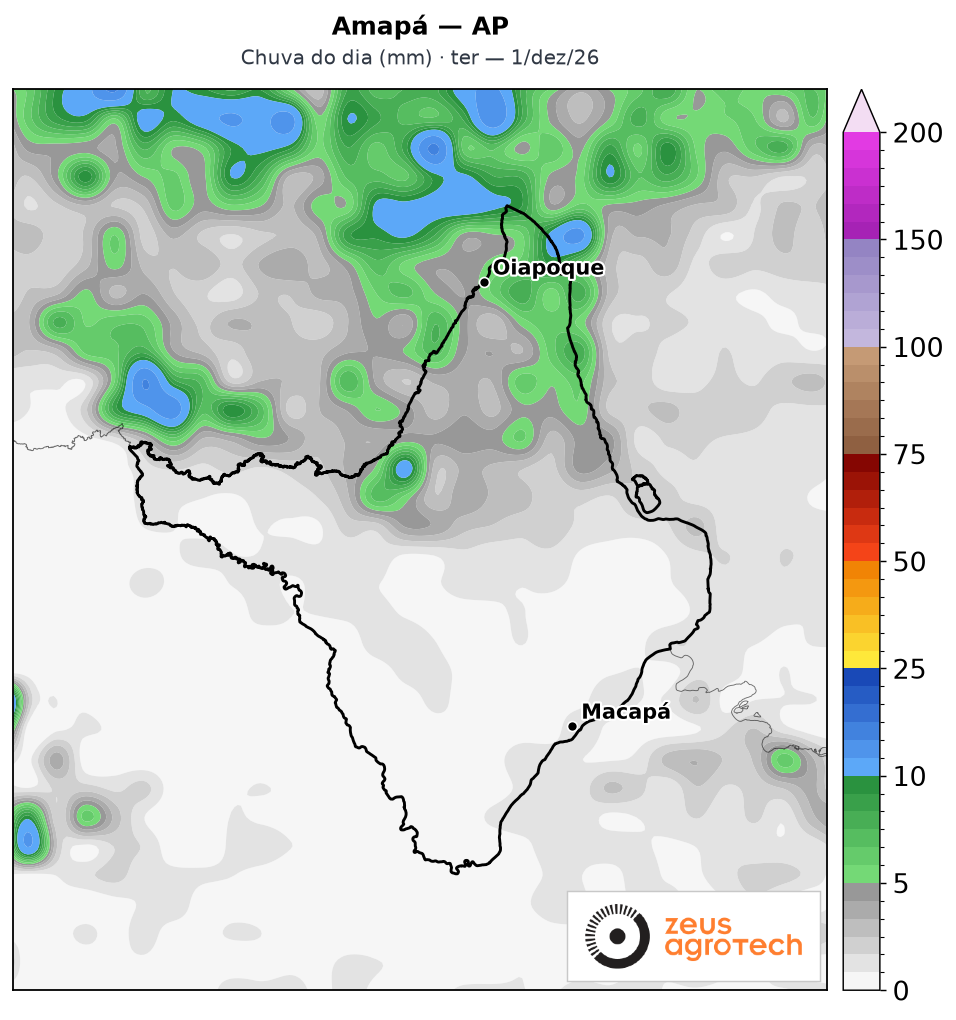 Amapá — AP
Chuva do dia (mm) · ter — 1/dez/26
200
150
100
75
50
25
10
5
0
Oiapoque
Macapá
zeus
agrotech